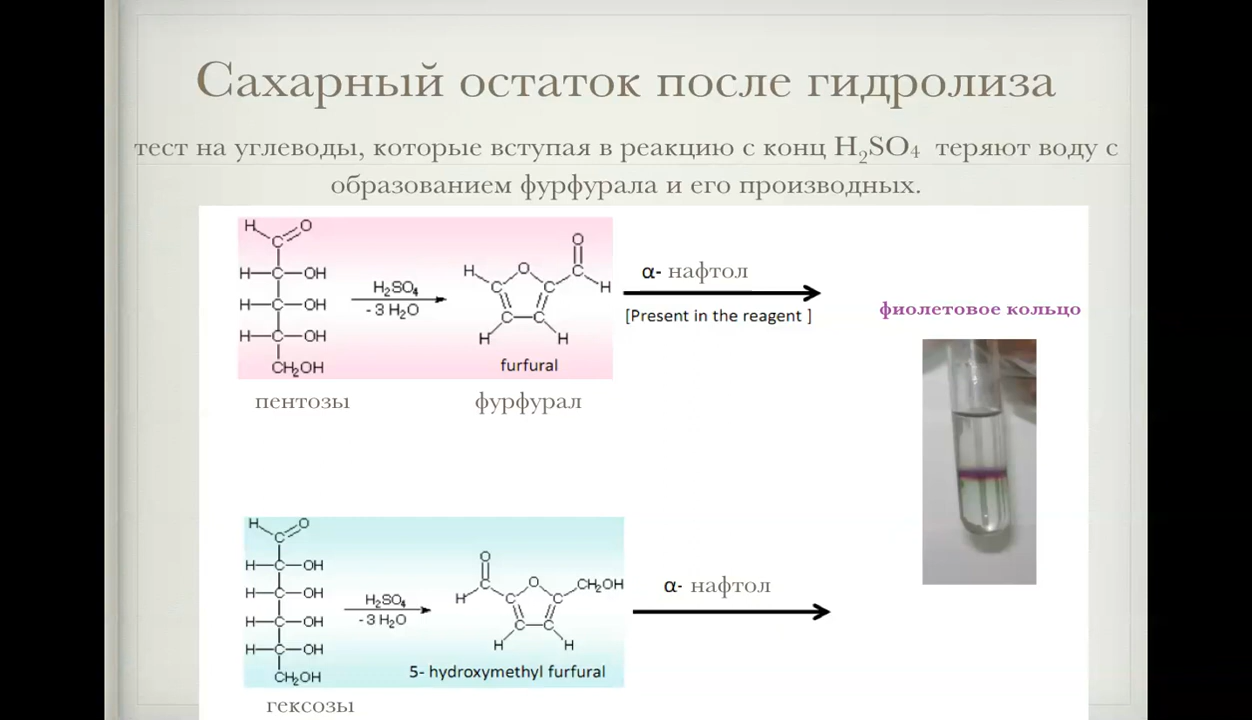 Сахарный остаток после гидролиза
тест на углеводы, которые вступая в реакцию с конц H₂SO₄ теряют воду с
образованием фурфурала и его производных.
H O
C
H—C—OH
H—C—OH
H—C—OH
CH₂OH
H₂SO₄
- 3 H₂O
O
H O C
C C H
C—C
H H
furfural
α- нафтол
[Present in the reagent ]
фиолетовое кольцо
пентозы
фурфурал
H O
C
H—C—OH
H—C—OH
H—C—OH
H—C—OH
CH₂OH
H₂SO₄
- 3 H₂O
O
C O CH₂OH
H C C
C—C
H H
5- hydroxymethyl furfural
α- нафтол
гексозы